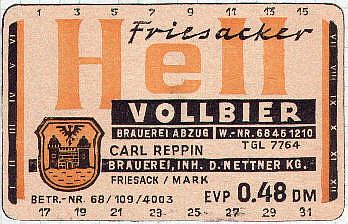 1 3 5 7 9 11 13 15
Friesacker
Hell
VOLLBIER
BRAUEREI ABZUG W.-NR. 68451210
CARL REPPIN TGL 7764
BRAUEREI, INH. D. NETTNER KG.
FRIESACK / MARK
BETR.-NR. 68/109/4003 EVP 0.48 DM
17 19 21 23 25 27 29 31